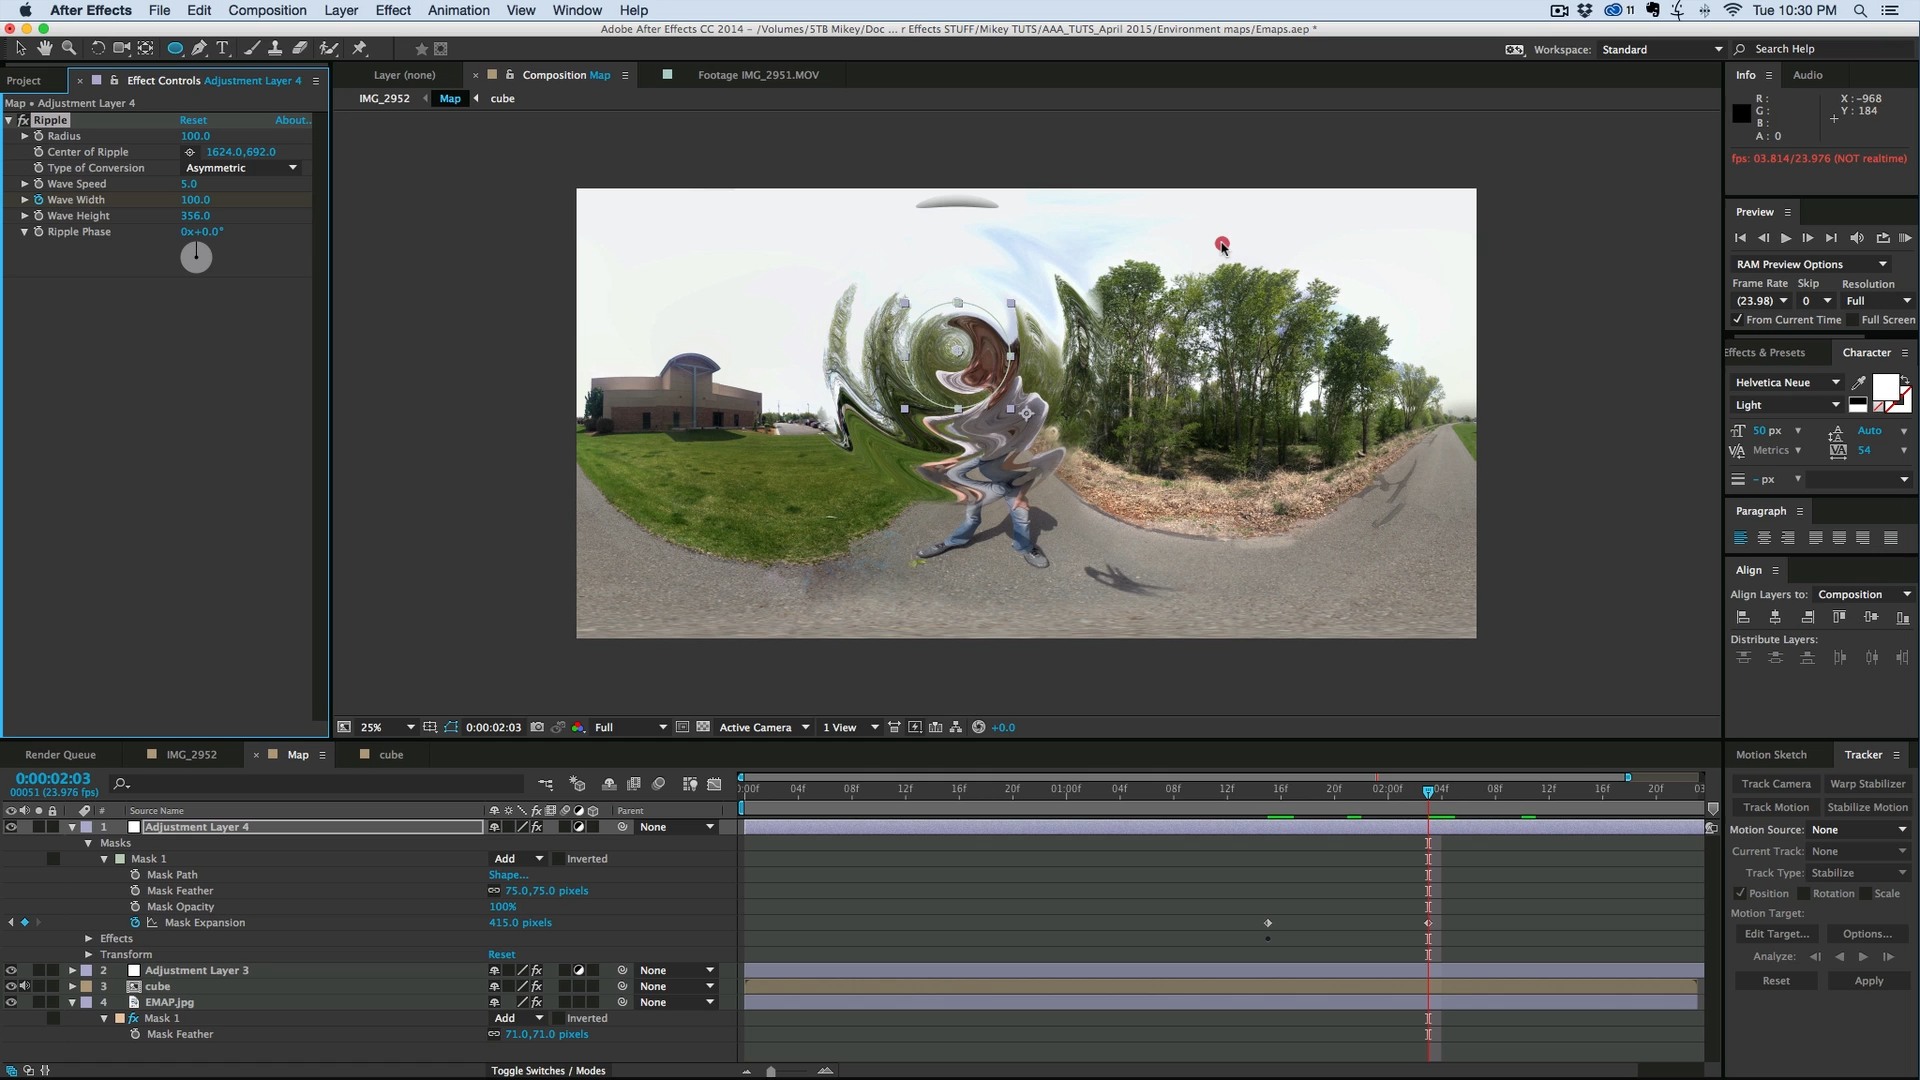 After Effects File Edit Composition Layer Effect Animation View Window Help
11 Tue 10:30 PM
Adobe After Effects CC 2014 - /Volumes/5TB Mikey/Doc ... r Effects STUFF/Mikey TUTS/AAA_TUTS_April 2015/Environment maps/Emaps.aep *
Workspace: Standard Search Help
Project Effect Controls Adjustment Layer 4
Layer (none) Composition Map Footage IMG_2951.MOV
Info Audio
Map • Adjustment Layer 4
IMG_2952 Map cube
R :
G :
B :
A : 0
X : -968
Y : 184
fx Ripple Reset About..
Radius 100.0
Center of Ripple 1624.0,692.0
Type of Conversion Asymmetric
Wave Speed 5.0
Wave Width 100.0
Wave Height 356.0
Ripple Phase 0x+0.0°
fps: 03.814/23.976 (NOT realtime)
Preview
RAM Preview Options
Frame Rate Skip Resolution
(23.98) 0 Full
From Current Time Full Screen
Effects & Presets Character
Helvetica Neue
Light
50 px Auto
Metrics 54
- px
Paragraph
Align
Align Layers to: Composition
Distribute Layers:
25% 0:00:02:03 Full Active Camera 1 View +0.0
Render Queue IMG_2952 Map cube
Motion Sketch Tracker
0:00:02:03
00051 (23.976 fps)
0:00f 04f 08f 12f 16f 20f 01:00f 04f 08f 12f 16f 20f 02:00f 04f 08f 12f 16f 20f 03
# Source Name Parent
1 Adjustment Layer 4 None
Masks
Mask 1 Add Inverted
Mask Path Shape...
Mask Feather 75.0,75.0 pixels
Mask Opacity 100%
Mask Expansion 415.0 pixels
Effects
Transform Reset
2 Adjustment Layer 3 None
3 cube None
4 EMAP.jpg None
Mask 1 Add Inverted
Mask Feather 71.0,71.0 pixels
Toggle Switches / Modes
Track Camera Warp Stabilizer
Track Motion Stabilize Motion
Motion Source: None
Current Track: None
Track Type: Stabilize
Position Rotation Scale
Motion Target:
Edit Target... Options...
Analyze:
Reset Apply